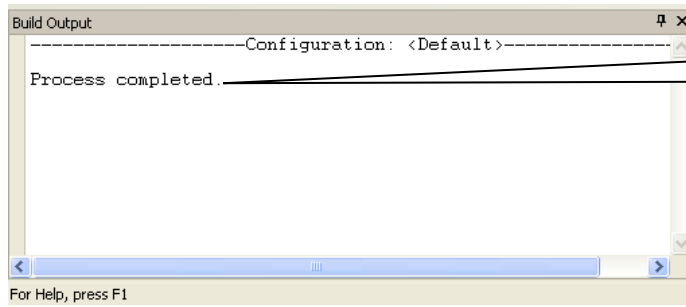 Build Output
--------------------Configuration: <Default>--------------------
Process completed.
For Help, press F1